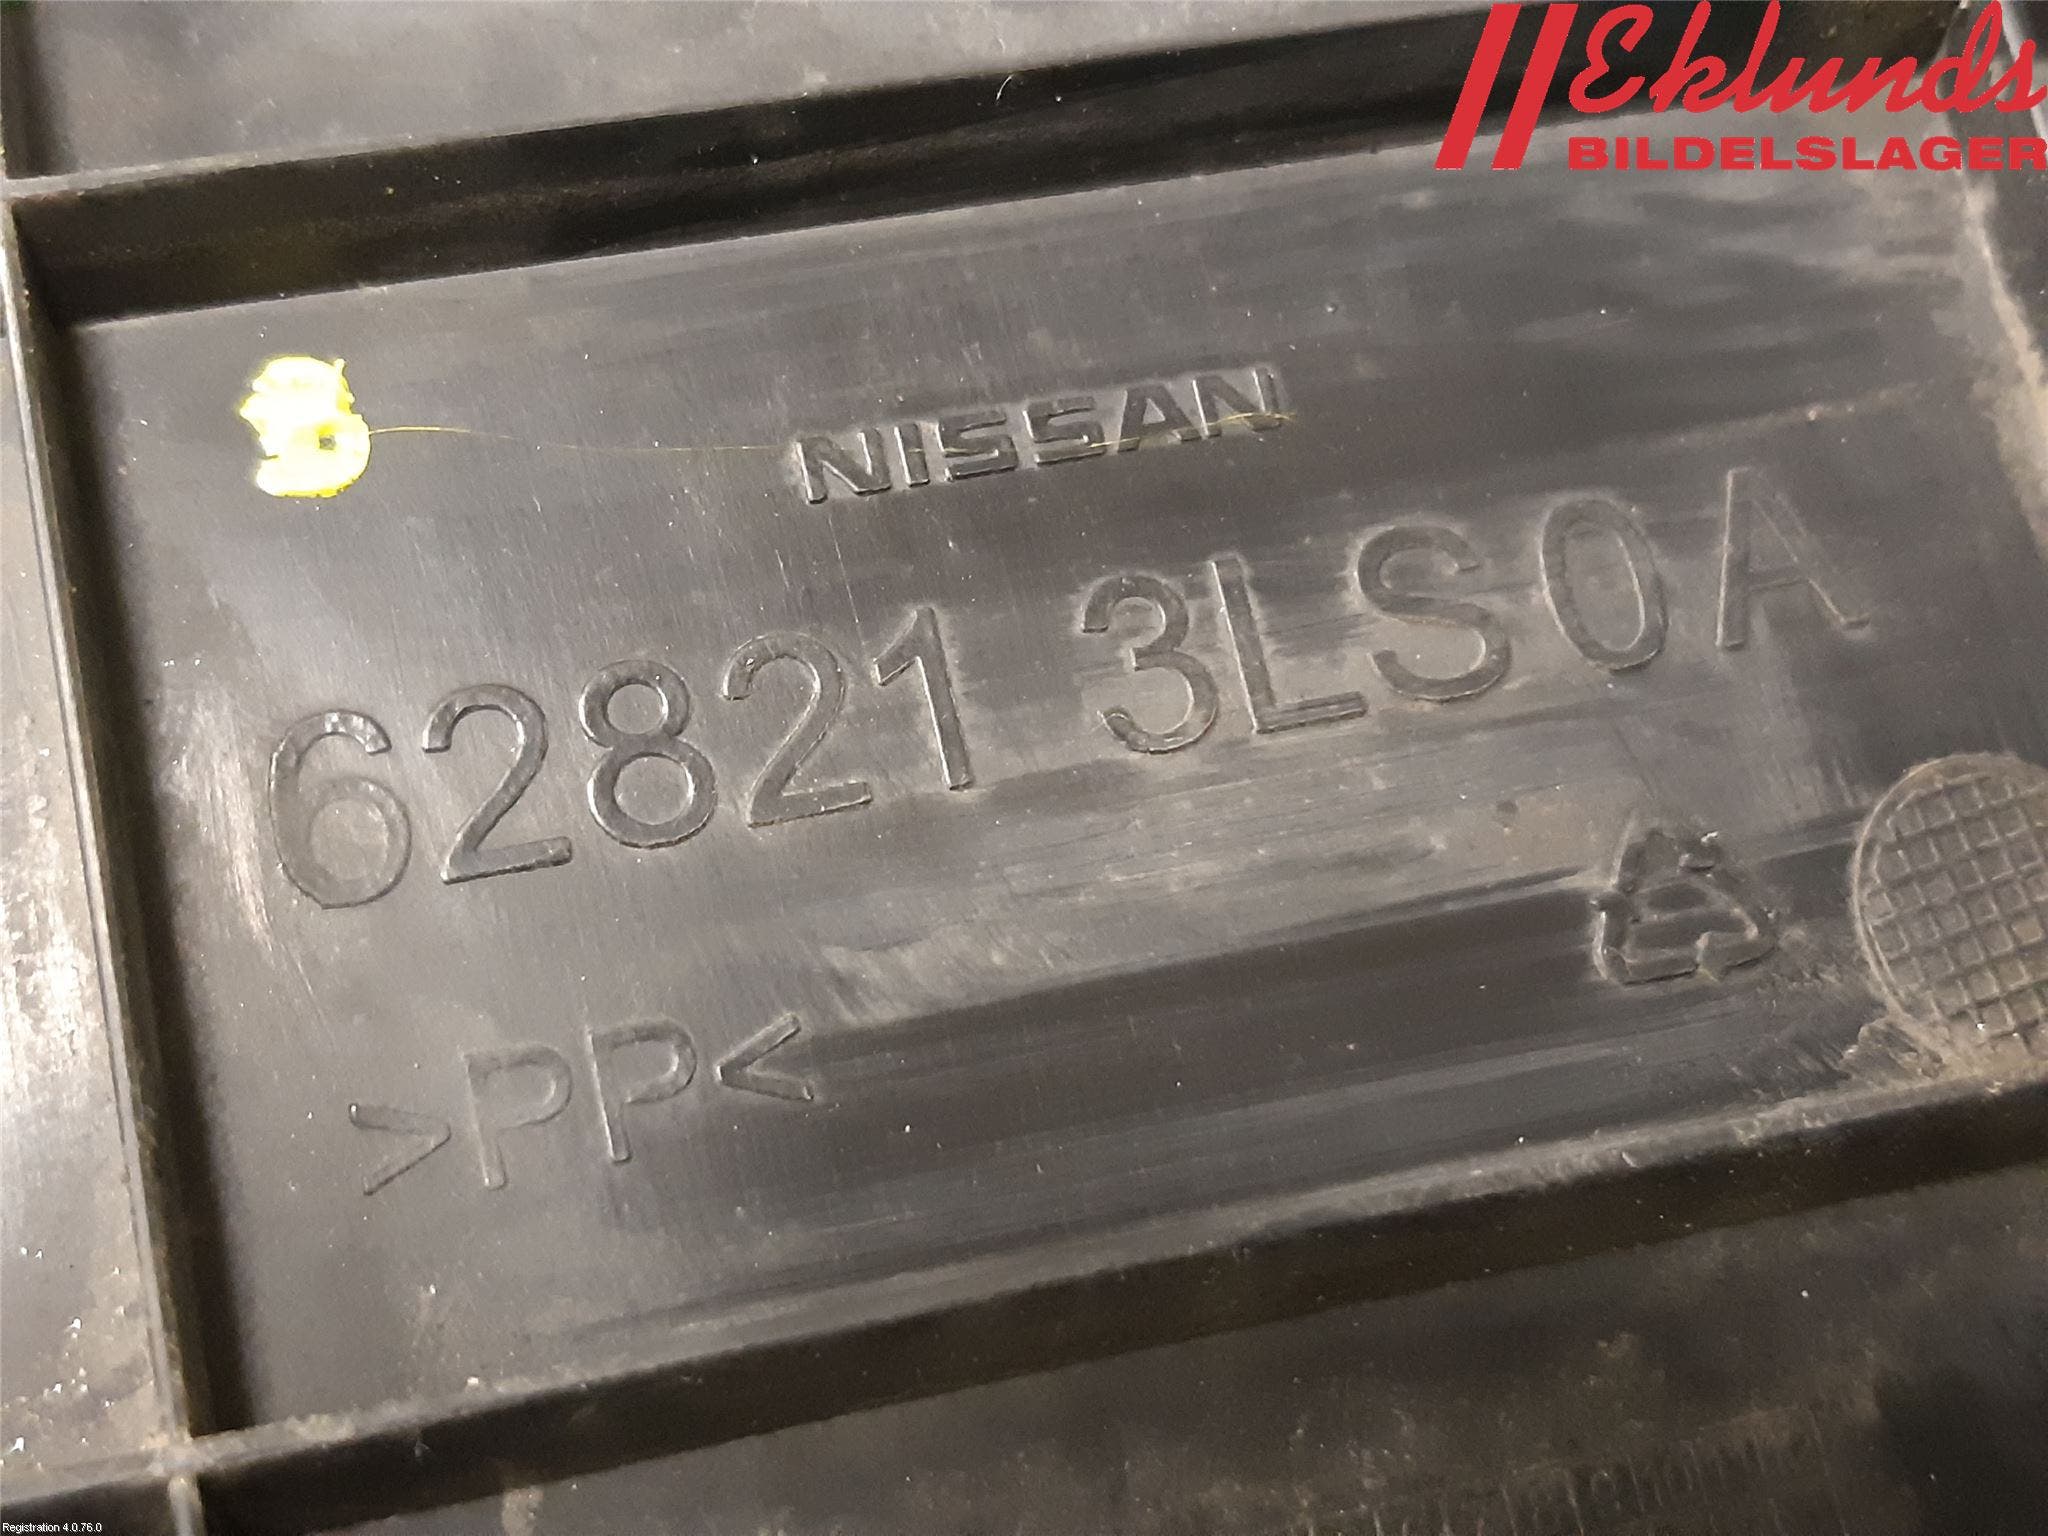 Eklunds
BILDELSLAGER
NISSAN
62821 3LS0A
>PP<
Registration 4.0.76.0